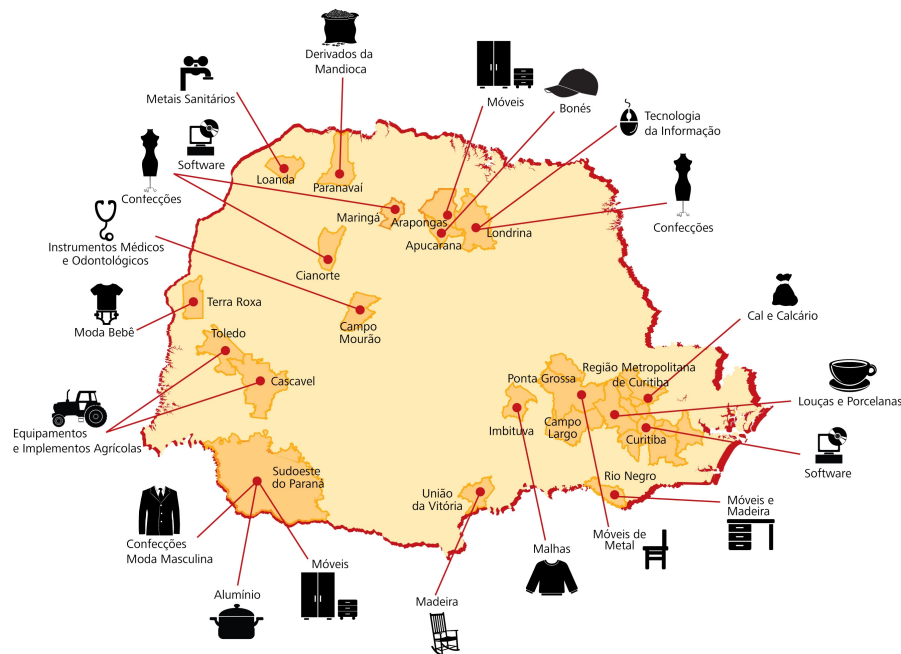 Derivados da
Mandioca
Metais Sanitários
Móveis
Bonés
Tecnologia
da Informação
Software
Confecções
Loanda
Paranavaí
Maringá
Arapongas
Apucarana
Londrina
Confecções
Instrumentos Médicos
e Odontológicos
Cianorte
Terra Roxa
Moda Bebê
Campo
Mourão
Toledo
Cascavel
Cal e Calcário
Região Metropolitana
de Curitiba
Ponta Grossa
Louças e Porcelanas
Imbituva
Campo
Largo
Curitiba
Equipamentos
e Implementos Agrícolas
Software
Sudoeste
do Paraná
Rio Negro
União
da Vitória
Móveis e
Madeira
Confecções
Moda Masculina
Móveis de
Metal
Malhas
Móveis
Alumínio
Madeira